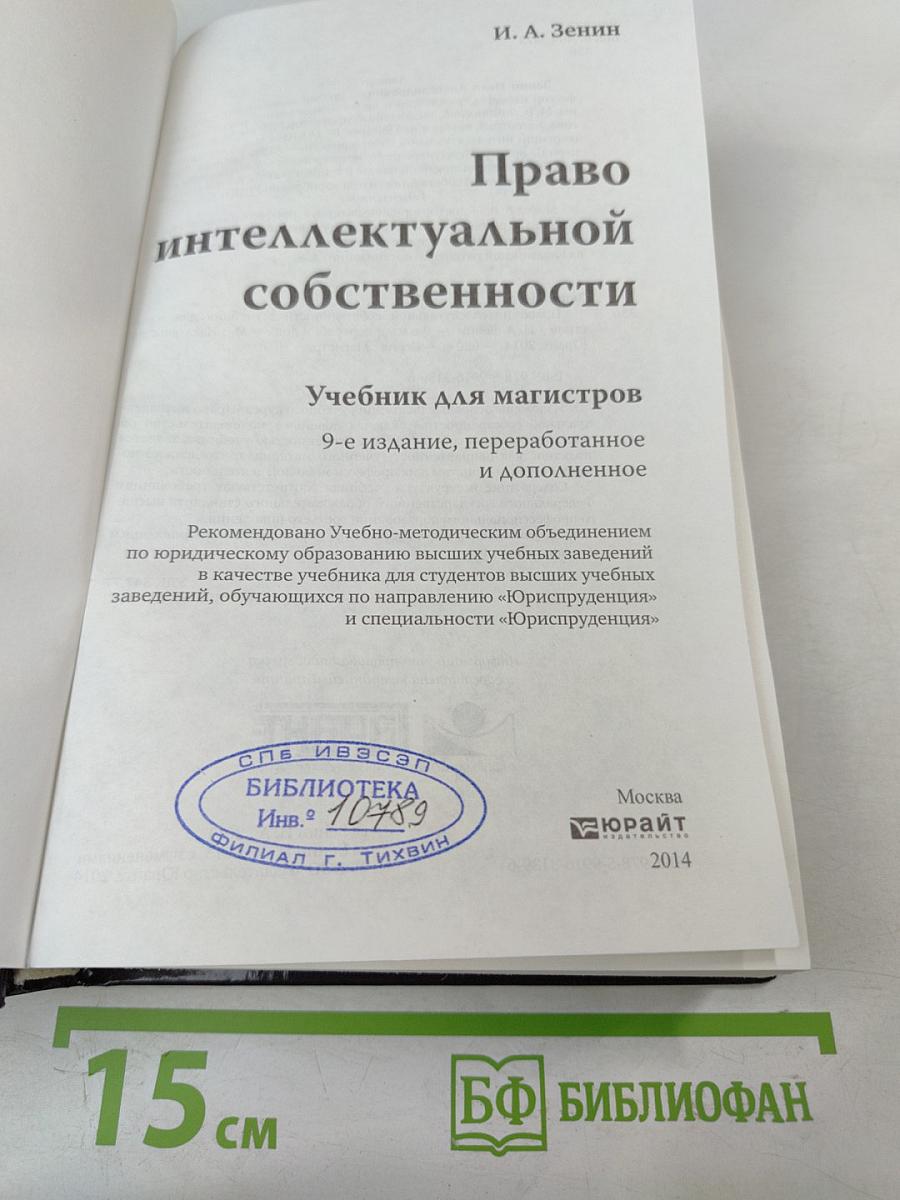 И. А. Зенин
Право
интеллектуальной
собственности
Учебник для магистров
9-е издание, переработанное
и дополненное
Рекомендовано Учебно-методическим объединением
по юридическому образованию высших учебных заведений
в качестве учебника для студентов высших учебных
заведений, обучающихся по направлению «Юриспруденция»
и специальности «Юриспруденция»
СПб ИВЭСЭП
БИБЛИОТЕКА
Инв.º 10789
ФИЛИАЛ г. ТИХВИН
Москва
ЮРАЙТ
издательство
2014
15 см
БФ БИБЛИОФАН